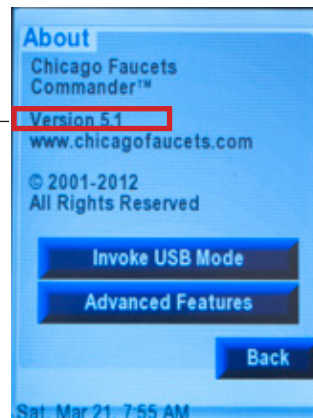 About
Chicago Faucets
Commander™
Version 5.1
www.chicagofaucets.com
© 2001-2012
All Rights Reserved
Invoke USB Mode
Advanced Features
Back
Sat Mar 21, 7:55 AM